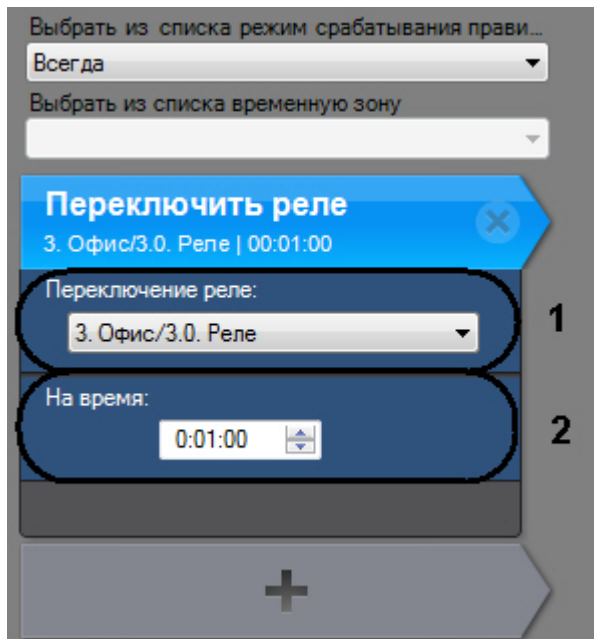 Выбрать из списка режим срабатывания прави...
Всегда
Выбрать из списка временную зону
Переключить реле
3. Офис/3.0. Реле | 00:01:00
Переключение реле:
3. Офис/3.0. Реле
1
На время:
0:01:00
2